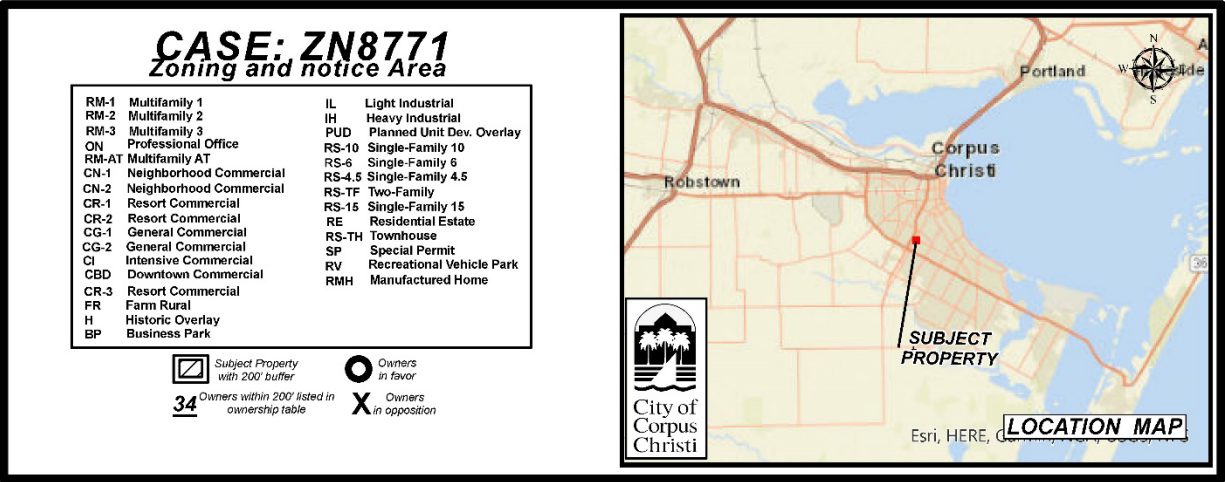 CASE: ZN8771
Zoning and notice Area
RM-1 Multifamily 1
RM-2 Multifamily 2
RM-3 Multifamily 3
ON Professional Office
RM-AT Multifamily AT
CN-1 Neighborhood Commercial
CN-2 Neighborhood Commercial
CR-1 Resort Commercial
CR-2 Resort Commercial
CG-1 General Commercial
CG-2 General Commercial
CI Intensive Commercial
CBD Downtown Commercial
CR-3 Resort Commercial
FR Farm Rural
H Historic Overlay
BP Business Park
IL Light Industrial
IH Heavy Industrial
PUD Planned Unit Dev. Overlay
RS-10 Single-Family 10
RS-6 Single-Family 6
RS-4.5 Single-Family 4.5
RS-TF Two-Family
RS-15 Single-Family 15
RE Residential Estate
RS-TH Townhouse
SP Special Permit
RV Recreational Vehicle Park
RMH Manufactured Home
Subject Property
with 200' buffer
Owners
in favor
34 Owners within 200' listed in
ownership table
X Owners
in opposition
N
W
S
Portland
Corpus
Christi
Robstown
SUBJECT
PROPERTY
City of
Corpus
Christi
Esri, HERE,
LOCATION MAP